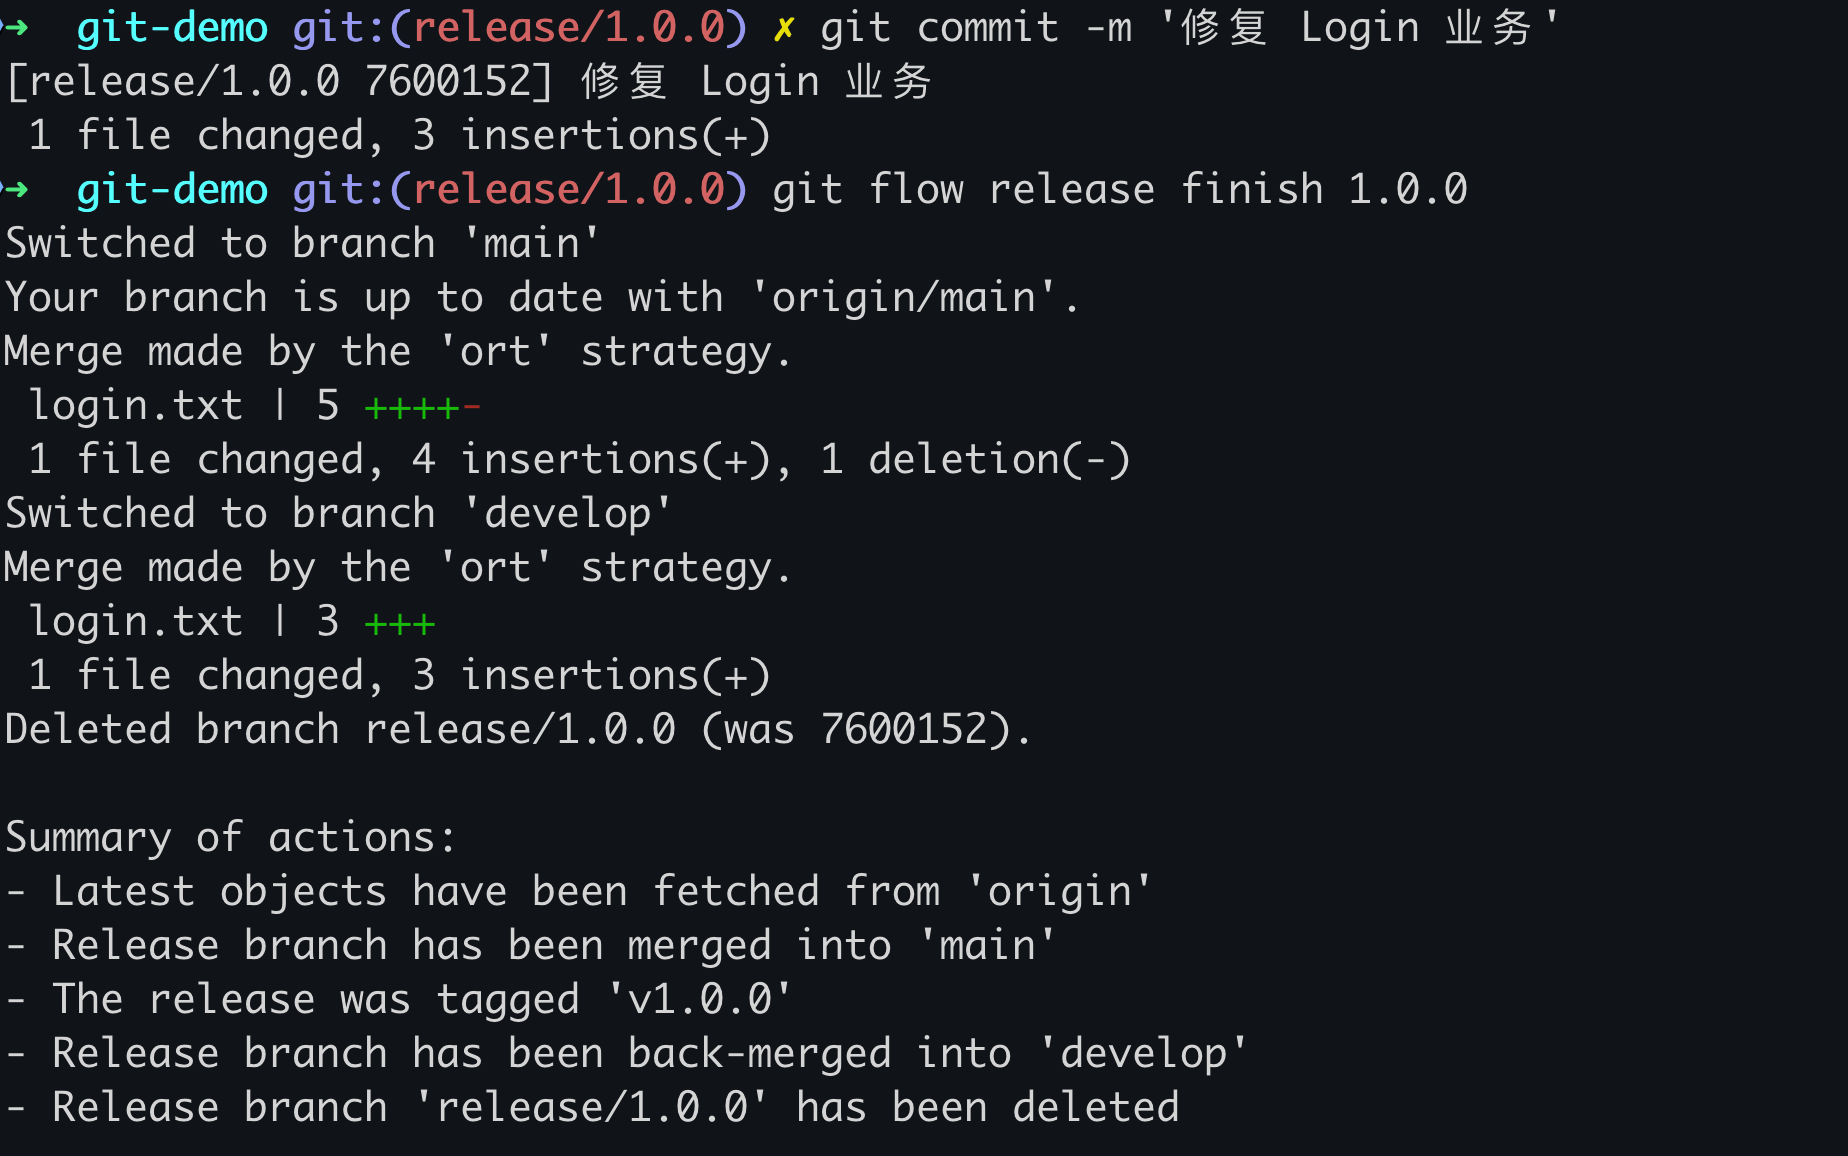 ➜  git-demo git:(release/1.0.0) ✗ git commit -m '修复 Login 业务'
[release/1.0.0 7600152] 修复 Login 业务
 1 file changed, 3 insertions(+)
➜  git-demo git:(release/1.0.0) git flow release finish 1.0.0
Switched to branch 'main'
Your branch is up to date with 'origin/main'.
Merge made by the 'ort' strategy.
 login.txt | 5 ++++-
 1 file changed, 4 insertions(+), 1 deletion(-)
Switched to branch 'develop'
Merge made by the 'ort' strategy.
 login.txt | 3 +++
 1 file changed, 3 insertions(+)
Deleted branch release/1.0.0 (was 7600152).

Summary of actions:
- Latest objects have been fetched from 'origin'
- Release branch has been merged into 'main'
- The release was tagged 'v1.0.0'
- Release branch has been back-merged into 'develop'
- Release branch 'release/1.0.0' has been deleted